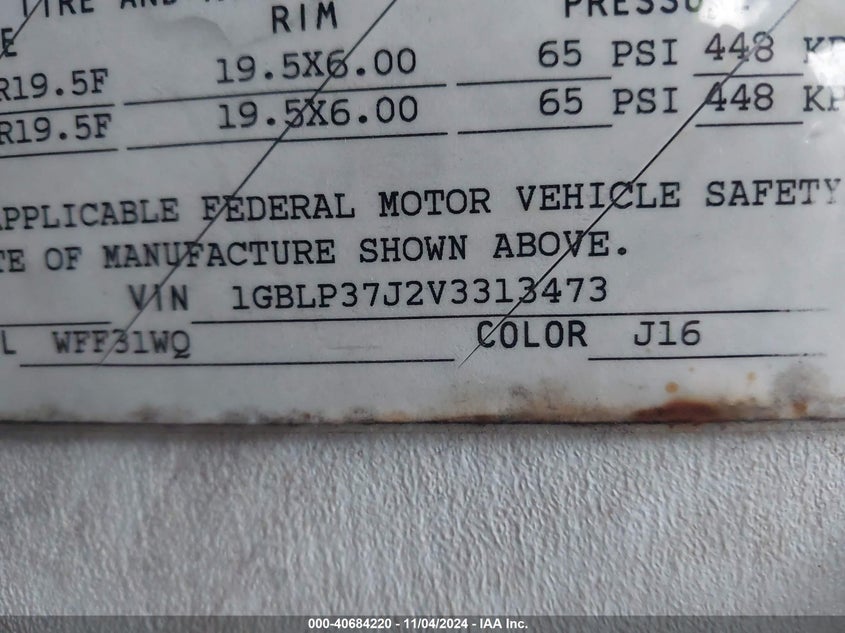 TIRE AND
RIM
R19.5F 19.5X6.00 65 PSI 448
R19.5F 19.5X6.00 65 PSI 448
APPLICABLE FEDERAL MOTOR VEHICLE SAFETY
OF MANUFACTURE SHOWN ABOVE.
VIN 1GBLP37J2V3313473
WFF31WQ COLOR J16
000-40684220 - 11/04/2024 - IAA Inc.